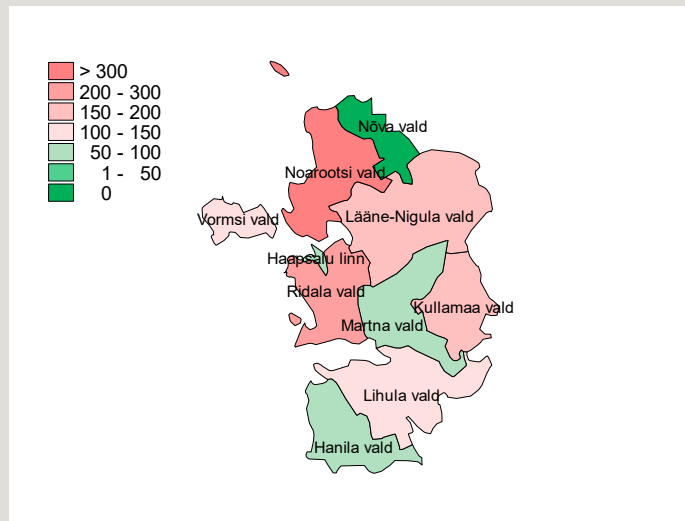 > 300
200 - 300
150 - 200
100 - 150
50 - 100
1 - 50
0
Nõva vald
Noarootsi vald
Vormsi vald
Lääne-Nigula vald
Haapsalu linn
Ridala vald
Kullamaa vald
Martna vald
Lihula vald
Hanila vald